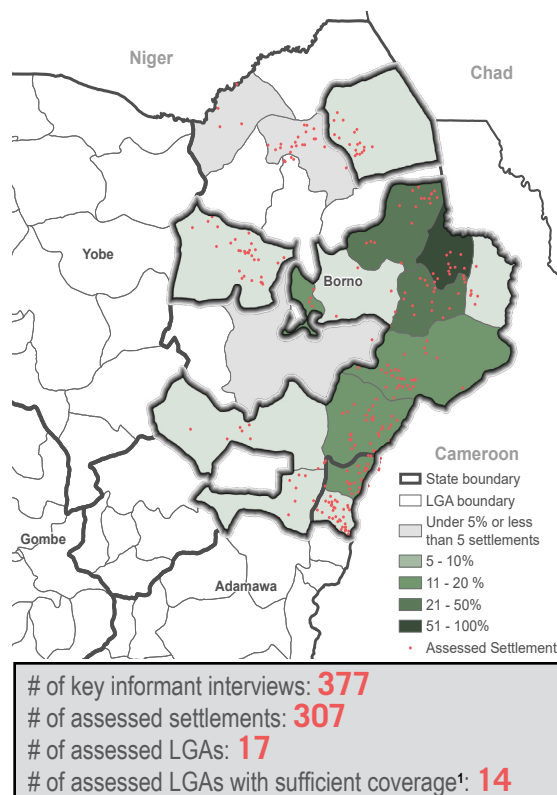 Niger
Chad
Yobe
Borno
Cameroon
State boundary
LGA boundary
Under 5% or less
than 5 settlements
5 - 10%
11 - 20 %
21 - 50%
51 - 100%
Assessed Settlement
Gombe
Adamawa
# of key informant interviews: 377
# of assessed settlements: 307
# of assessed LGAs: 17
# of assessed LGAs with sufficient coverage¹: 14